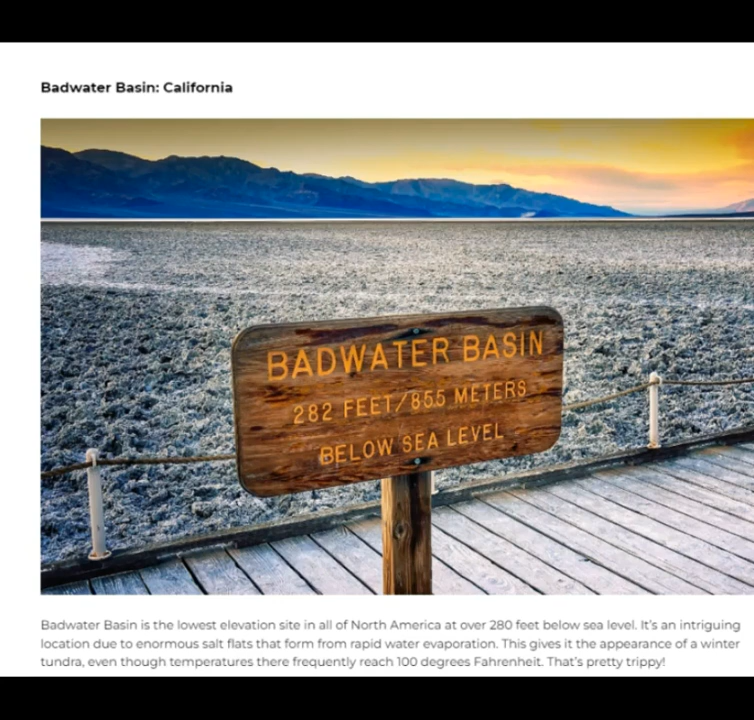 Badwater Basin: California
BADWATER BASIN
282 FEET/85.5 METERS
BELOW SEA LEVEL
Badwater Basin is the lowest elevation site in all of North America at over 280 feet below sea level. It's an intriguing
location due to enormous salt flats that form from rapid water evaporation. This gives it the appearance of a winter
tundra, even though temperatures there frequently reach 100 degrees Fahrenheit. That's pretty trippy!